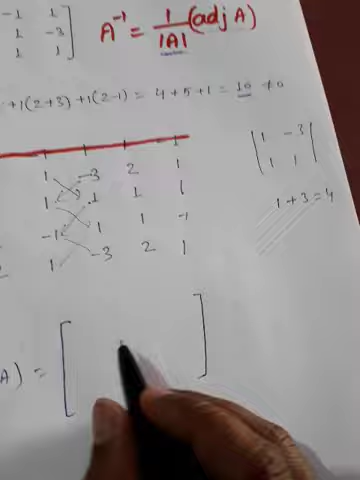 -1 1
1 -3
1 1
A⁻¹ = 1/|A| (adj A)
+1(2+3) +1(2-1) = 4+5+1 = 10 ≠0
1 -3 2 1
1 1 1 1
-1 1 1 -1
1 -3 2 1
1 -3
1 1
1+3=4
A) =